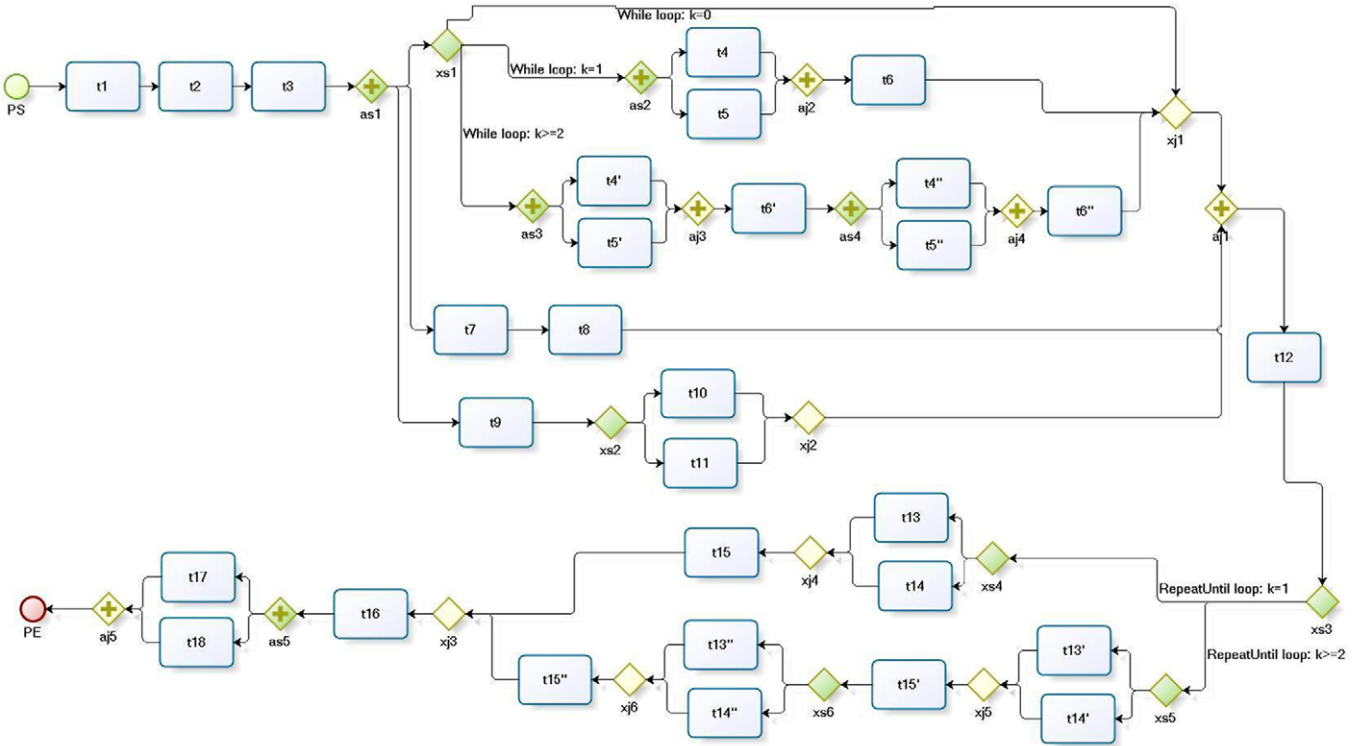 While loop: k=0
xs1
t4
While loop: k=1
as2
t5
aj2
t6
PS
t1
t2
t3
as1
xj1
While loop: k>=2
t4'
t5'
as3
aj3
t6'
as4
t4''
t5''
aj4
t6''
aj1
t7
t8
t12
t9
xs2
t10
t11
xj2
t13
t14
xs4
xj4
t15
RepeatUntil loop: k=1
xs3
RepeatUntil loop: k>=2
PE
aj5
t17
t18
as5
t16
xj3
t15''
xj6
t13''
t14''
xs6
t15'
xj5
t13'
t14'
xs5